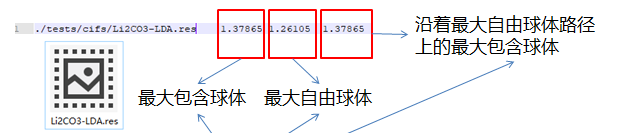 1 ./tests/cifs/Li2CO3-LDA.res 1.37865 1.26105 1.37865
沿着最大自由球体路径
上的最大包含球体
最大包含球体 最大自由球体
Li2CO3-LDA.res